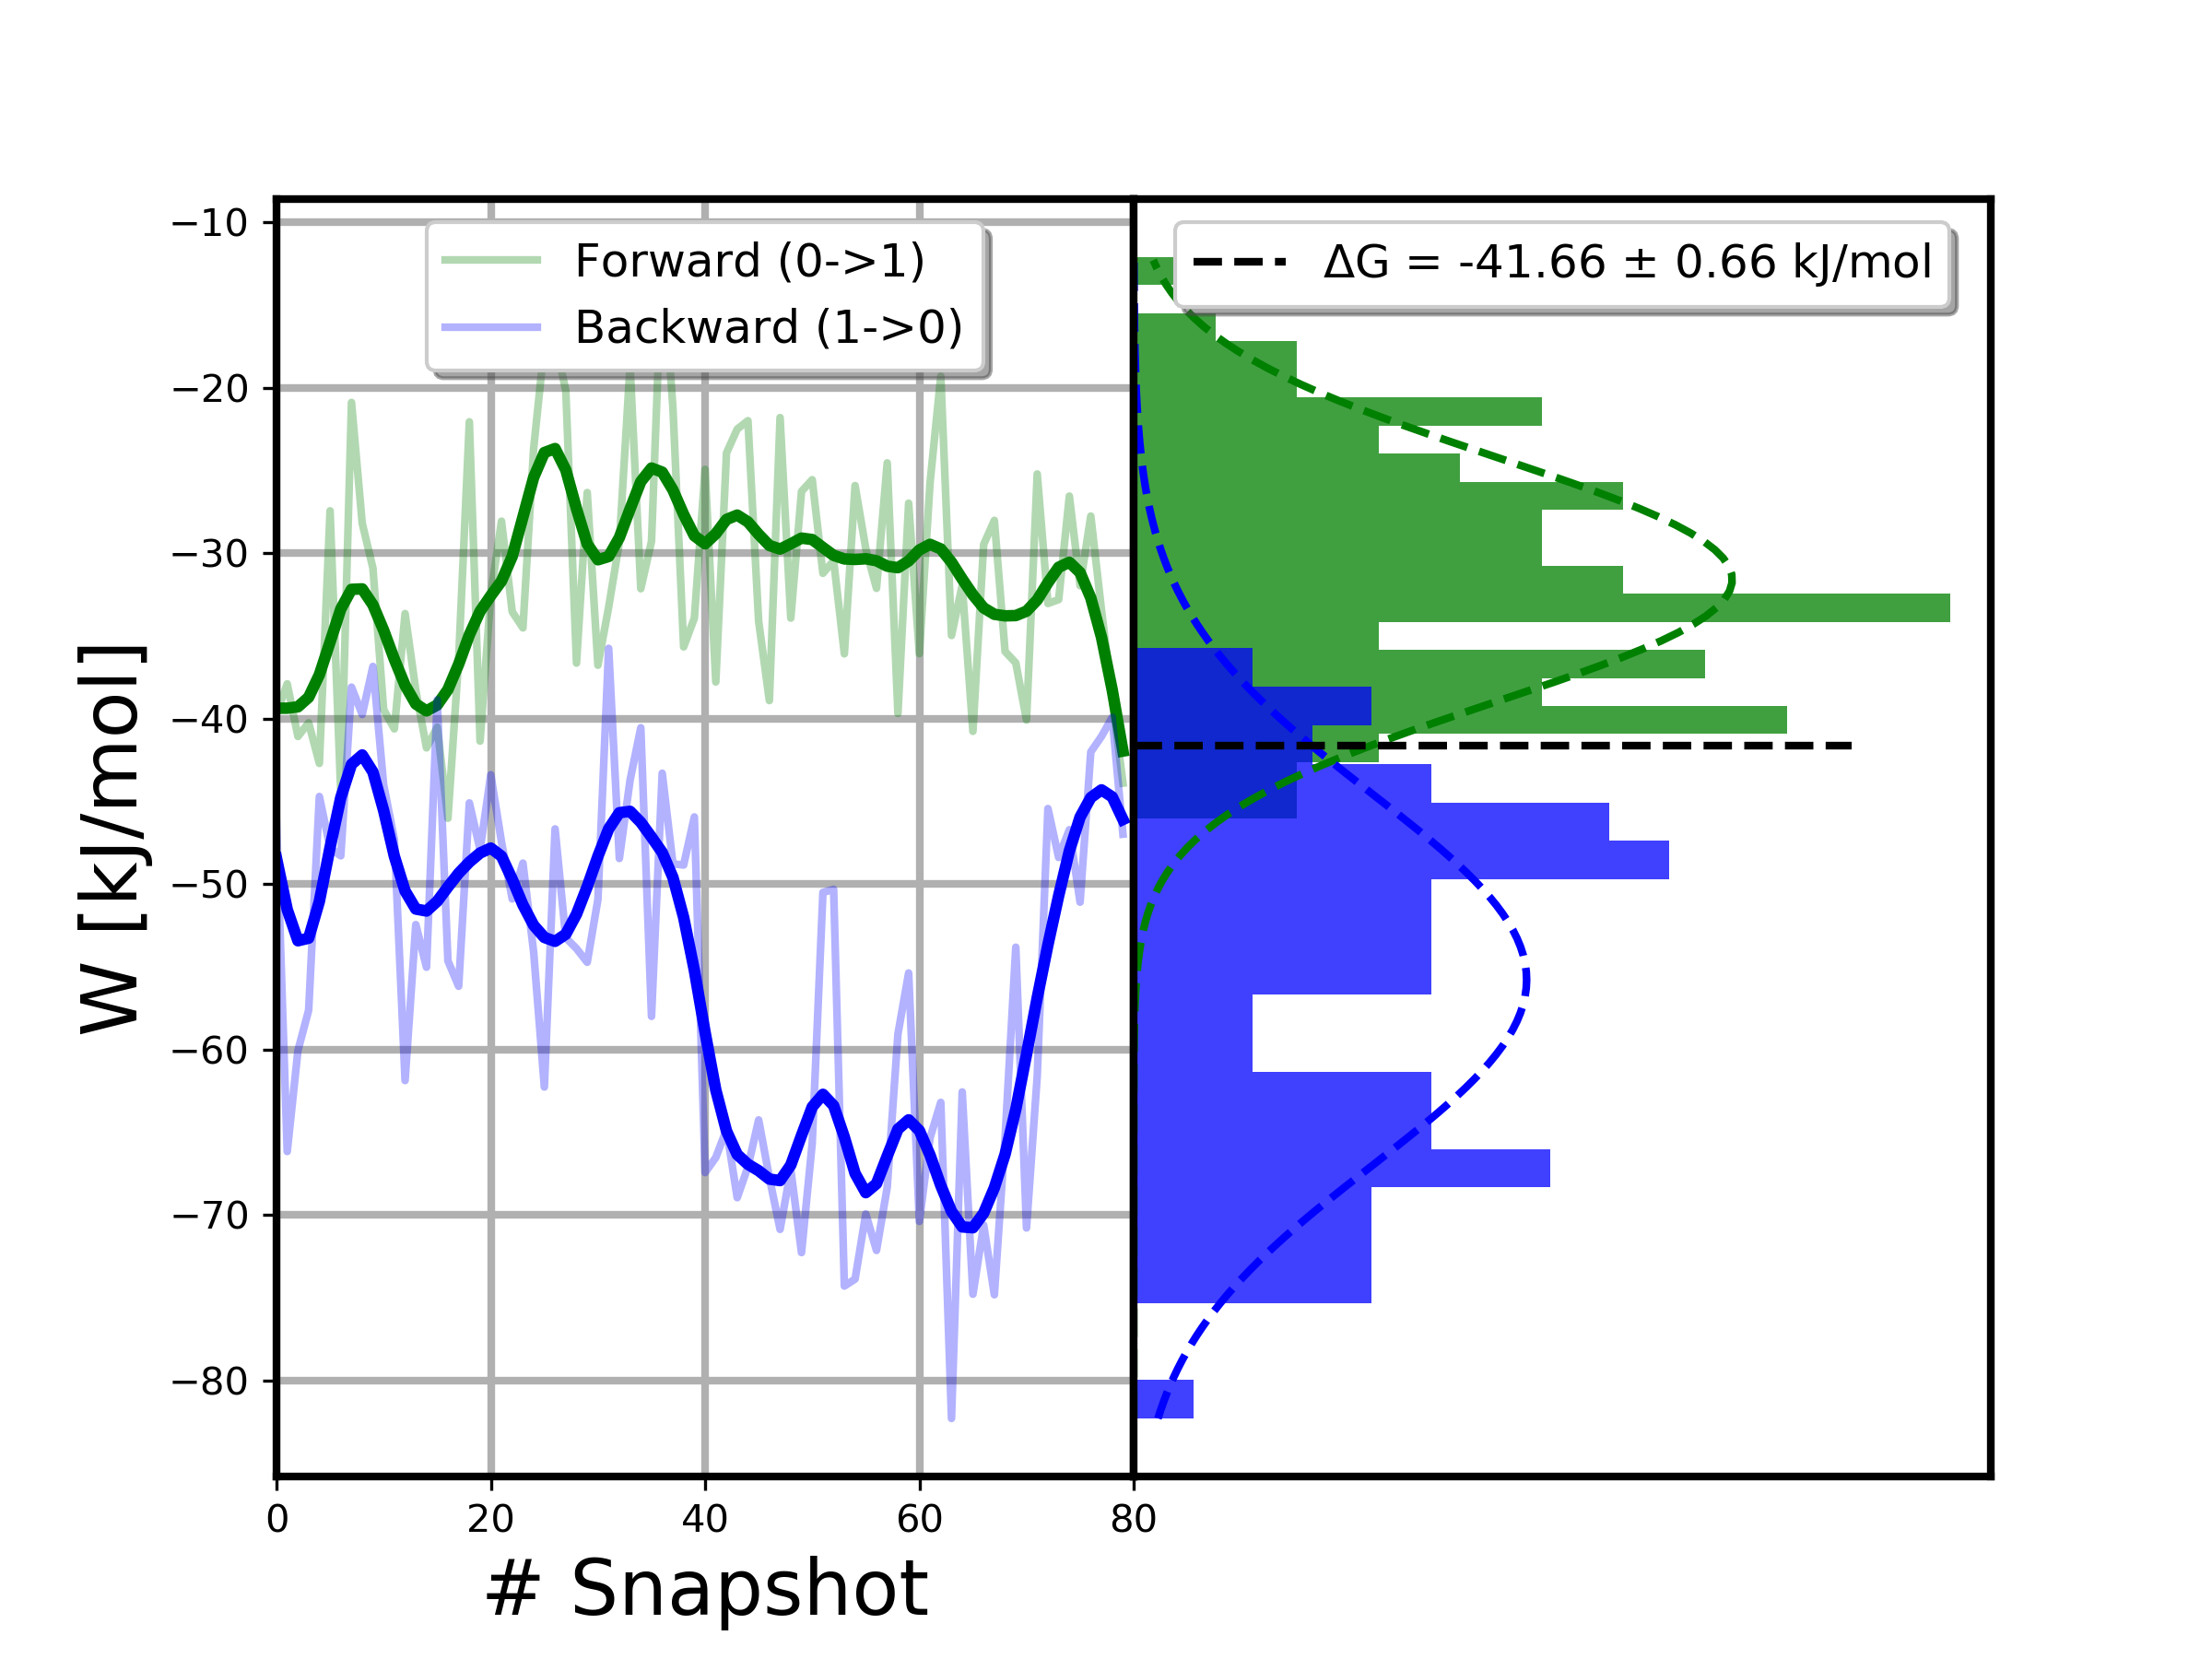 W [kJ/mol]
−10
−20
−30
−40
−50
−60
−70
−80
Forward (0->1)
Backward (1->0)
ΔG = -41.66 ± 0.66 kJ/mol
0 20 40 60 80
# Snapshot